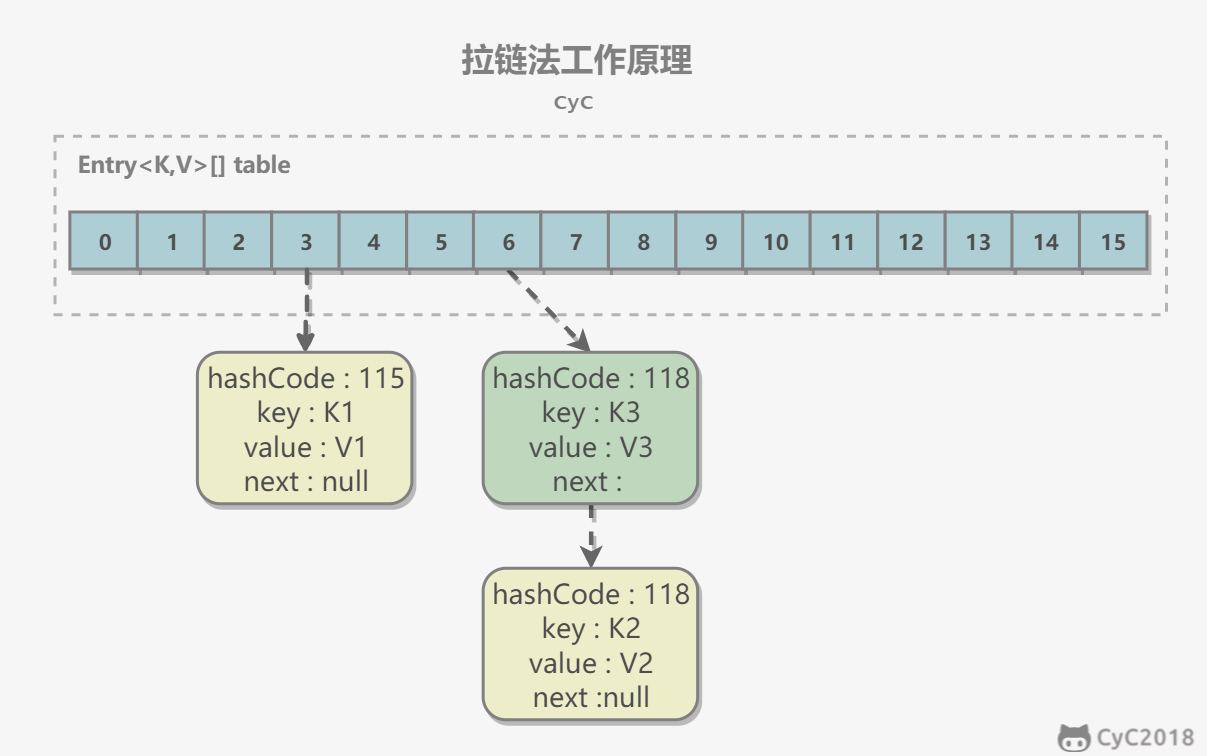 拉链法工作原理
CyC
Entry<K,V>[] table
0 1 2 3 4 5 6 7 8 9 10 11 12 13 14 15
hashCode : 115
key : K1
value : V1
next : null
hashCode : 118
key : K3
value : V3
next :
hashCode : 118
key : K2
value : V2
next :null
CyC2018